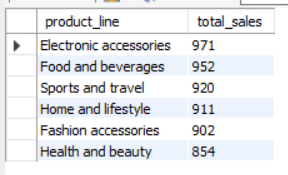 product_line total_sales
Electronic accessories 971
Food and beverages 952
Sports and travel 920
Home and lifestyle 911
Fashion accessories 902
Health and beauty 854